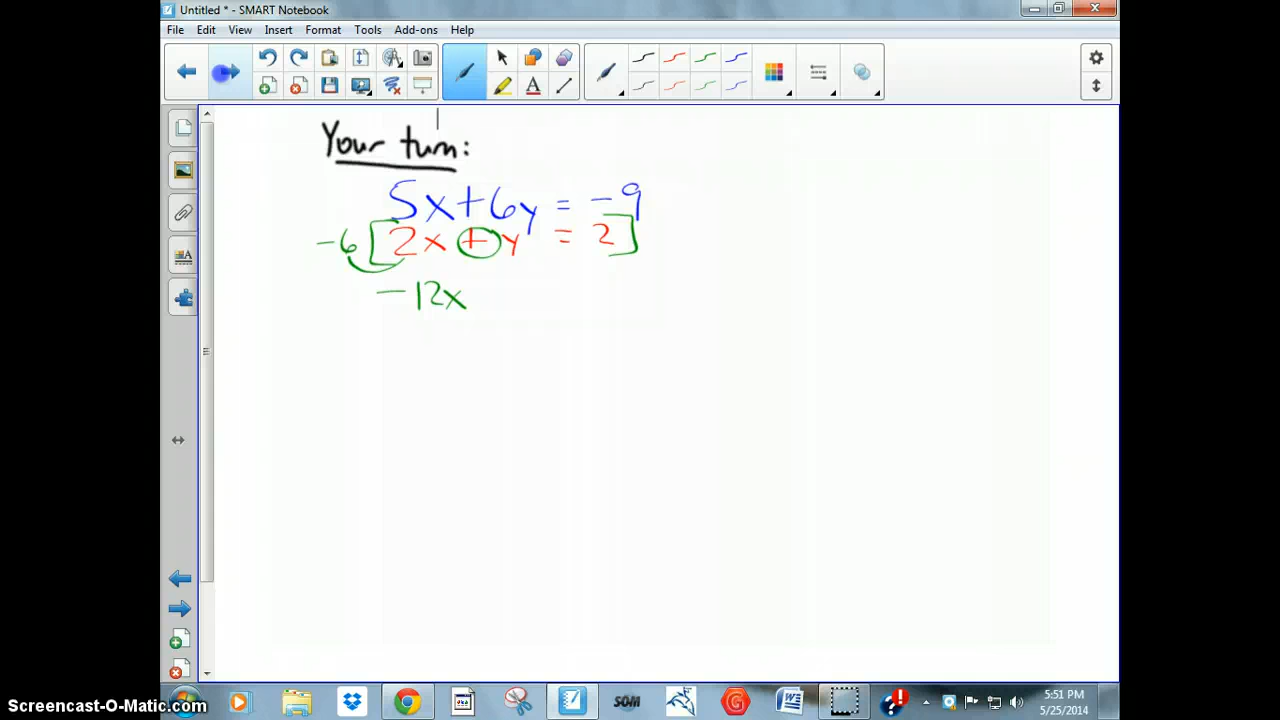 Untitled * - SMART Notebook
File Edit View Insert Format Tools Add-ons Help
Your turn:
5x+6y = -9
-6[2x + y = 2]
-12x
SOM
5:51 PM
5/25/2014
Screencast-O-Matic.com